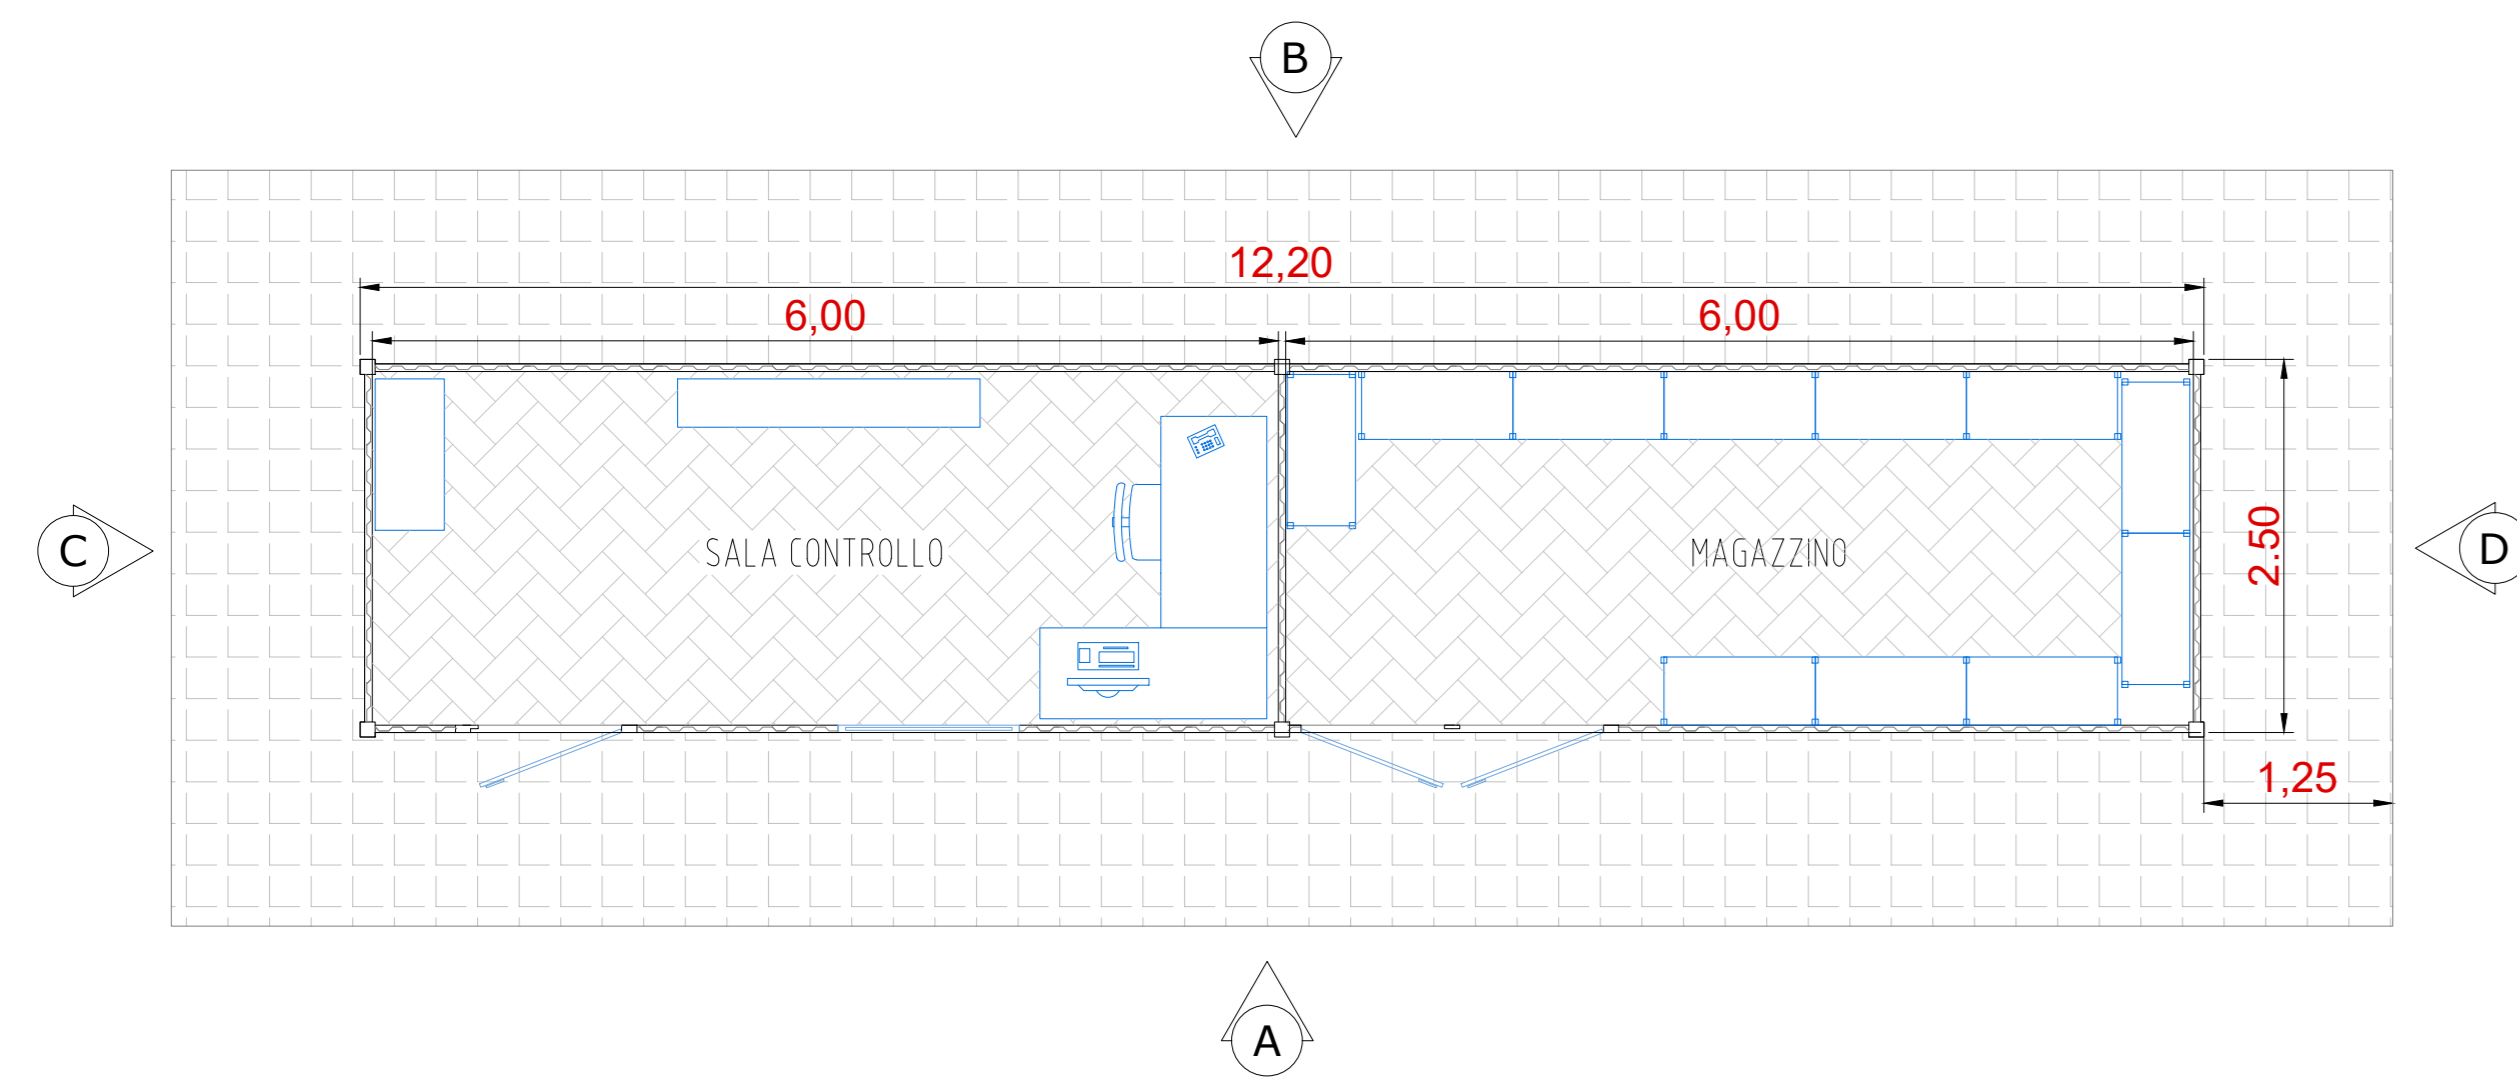 B
12,20
6,00
6,00
C
SALA CONTROLLO
MAGAZZINO
2.50
D
1,25
A